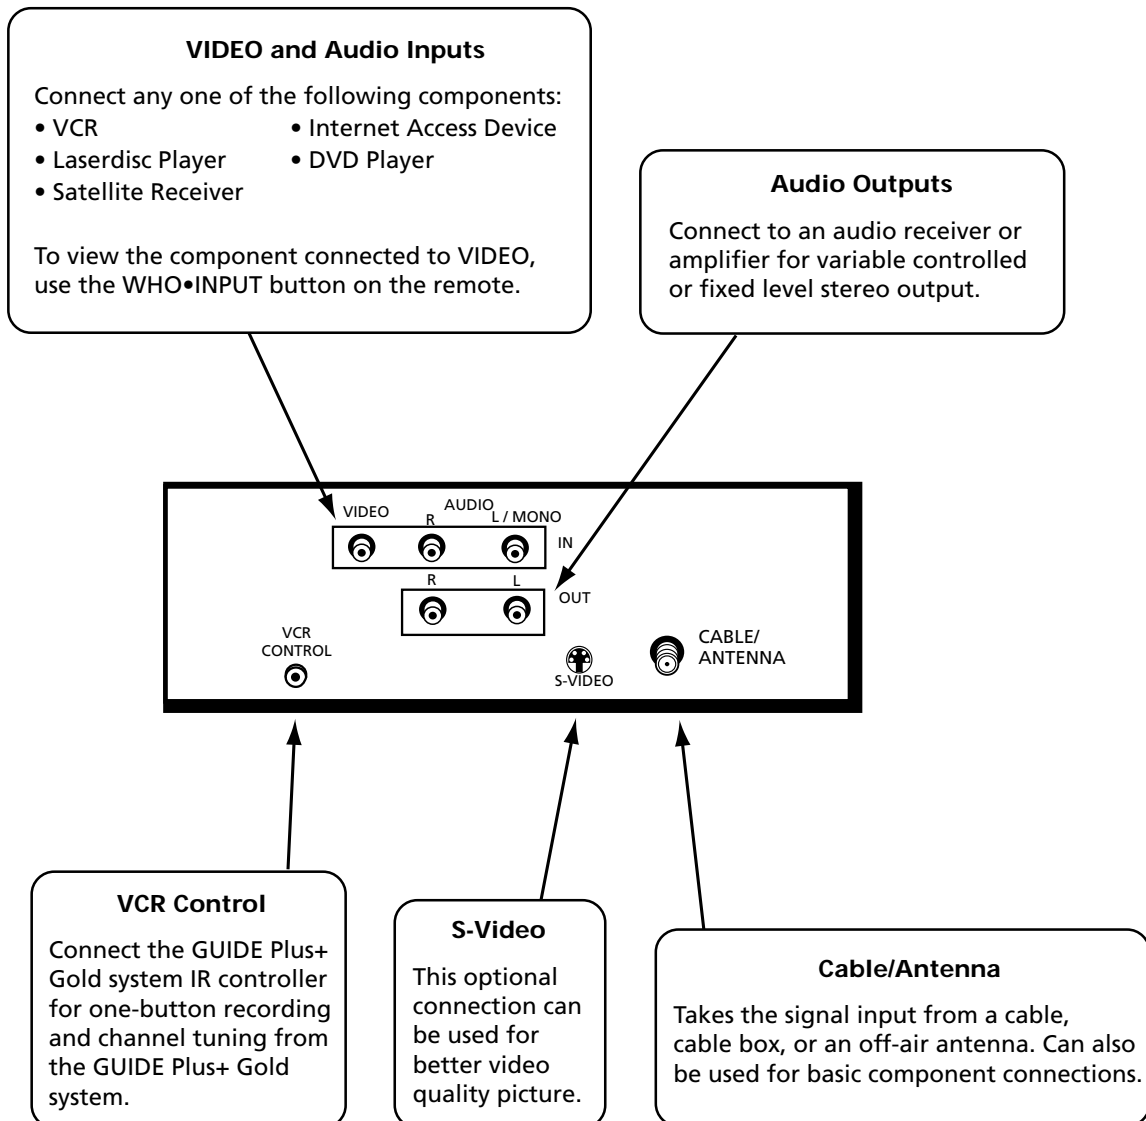 VIDEO and Audio Inputs
Connect any one of the following components:
• VCR
• Internet Access Device
• Laserdisc Player
• DVD Player
• Satellite Receiver
To view the component connected to VIDEO,
use the WHO•INPUT button on the remote.
Audio Outputs
Connect to an audio receiver or
amplifier for variable controlled
or fixed level stereo output.
VIDEO
AUDIO
R
L / MONO
IN
R
L
OUT
VCR
CONTROL
S-VIDEO
CABLE/
ANTENNA
VCR Control
Connect the GUIDE Plus+
Gold system IR controller
for one-button recording
and channel tuning from
the GUIDE Plus+ Gold
system.
S-Video
This optional
connection can
be used for
better video
quality picture.
Cable/Antenna
Takes the signal input from a cable,
cable box, or an off-air antenna. Can also
be used for basic component connections.